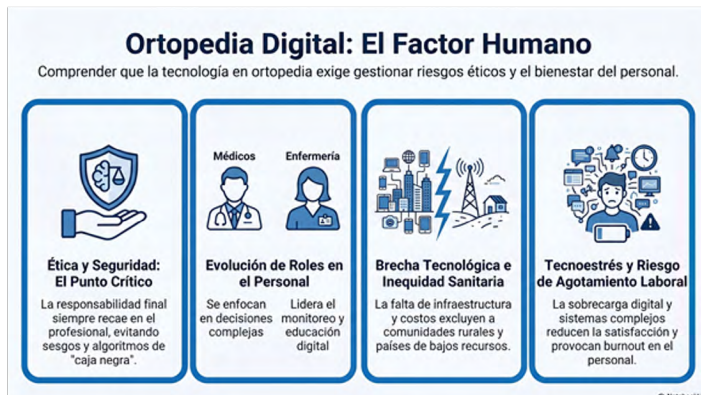 Ortopedia Digital: El Factor Humano
Comprender que la tecnología en ortopedia exige gestionar riesgos éticos y el bienestar del personal.
Ética y Seguridad:
El Punto Crítico
La responsabilidad final
siempre recae en el
profesional, evitando
sesgos y algoritmos de
"caja negra".
Médicos
Enfermería
Evolución de Roles en
el Personal
Se enfocan
en decisiones
complejas
Lidera el
monitoreo y
educación
digital
Brecha Tecnológica e
Inequidad Sanitaria
La falta de infraestructura
y costos excluyen a
comunidades rurales y
países de bajos recursos.
Tecnoestrés y Riesgo
de Agotamiento Laboral
La sobrecarga digital y
sistemas complejos
reducen la satisfacción y
provocan burnout en el
personal.